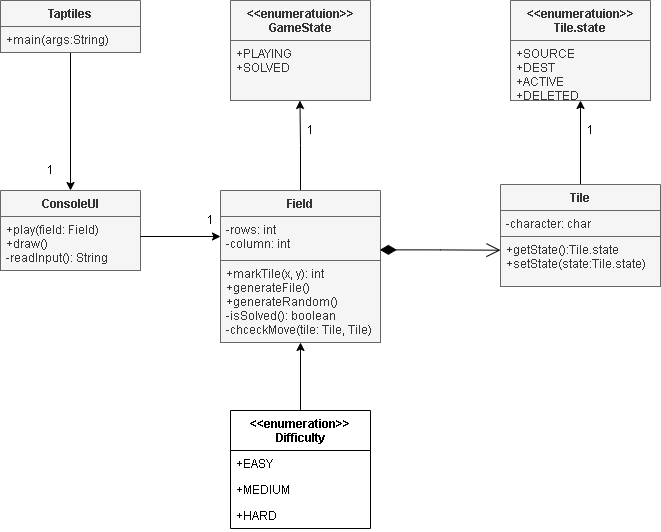 Taptiles
+main(args:String)
<<enumeratuion>>
GameState
+PLAYING
+SOLVED
<<enumeratuion>>
Tile.state
+SOURCE
+DEST
+ACTIVE
+DELETED
1
1
1
ConsoleUI
+play(field: Field)
+draw()
-readInput(): String
1
Field
-rows: int
-column: int
+markTile(x, y): int
+generateFile()
+generateRandom()
-isSolved(): boolean
-chceckMove(tile: Tile, Tile)
Tile
-character: char
+getState():Tile.state
+setState(state:Tile.state)
<<enumeration>>
Difficulty
+EASY
+MEDIUM
+HARD